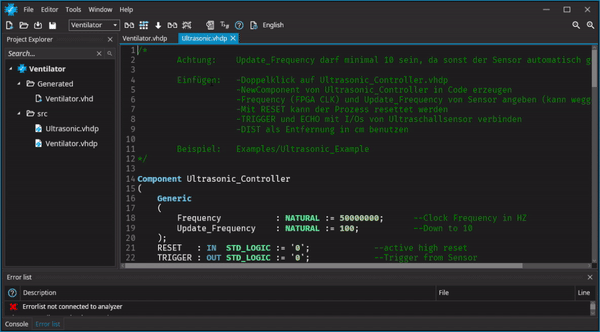 File Editor Tools Window Help
Ventilator English
Project Explorer
Search...
Ventilator
Generated
Ventilator.vhd
src
Ultrasonic.vhdp
Ventilator.vhdp
Ventilator.vhdp Ultrasonic.vhdp
1 /*
2 Achtung: Update_Frequency darf minimal 10 sein, da sonst der Sensor automatisch g
3
4 Einfügen: -Doppelklick auf Ultrasonic_Controller.vhdp
5 -NewComponent von Ultrasonic_Controller in Code erzeugen
6 -Frequency (FPGA CLK) und Update_Frequency von Sensor angeben (kann wegg
7 -Mit RESET kann der Prozess resettet werden
8 -TRIGGER und ECHO mit I/Os von Ultraschallsensor verbinden
9 -DIST als Entfernung in cm benutzen
10
11 Beispiel: Examples/Ultrasonic_Example
12 */
13
14 Component Ultrasonic_Controller
15 (
16 Generic
17 (
18 Frequency : NATURAL := 50000000; --Clock Frequency in HZ
19 Update_Frequency : NATURAL := 100; --Down to 10
20 );
21 RESET : IN STD_LOGIC := '0'; --active high reset
22 TRIGGER : OUT STD_LOGIC := '0'; --Trigger from Sensor
Error list
Description File Line
Errorlist not connected to analyzer
Console Error list